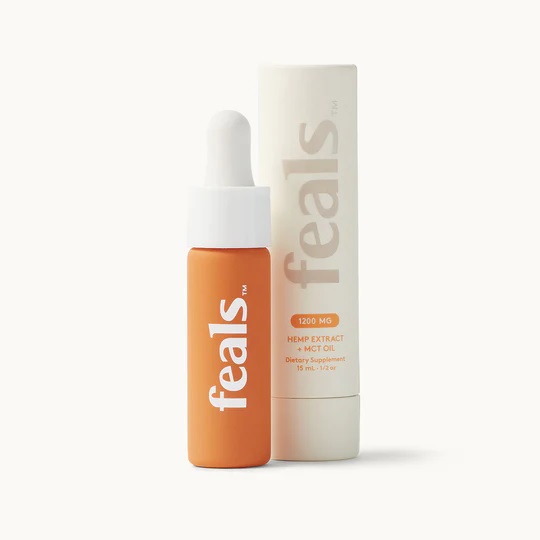 feals™
feals™
1200 MG
HEMP EXTRACT
+ MCT OIL
Dietary Supplement
15 mL - 1/2 oz